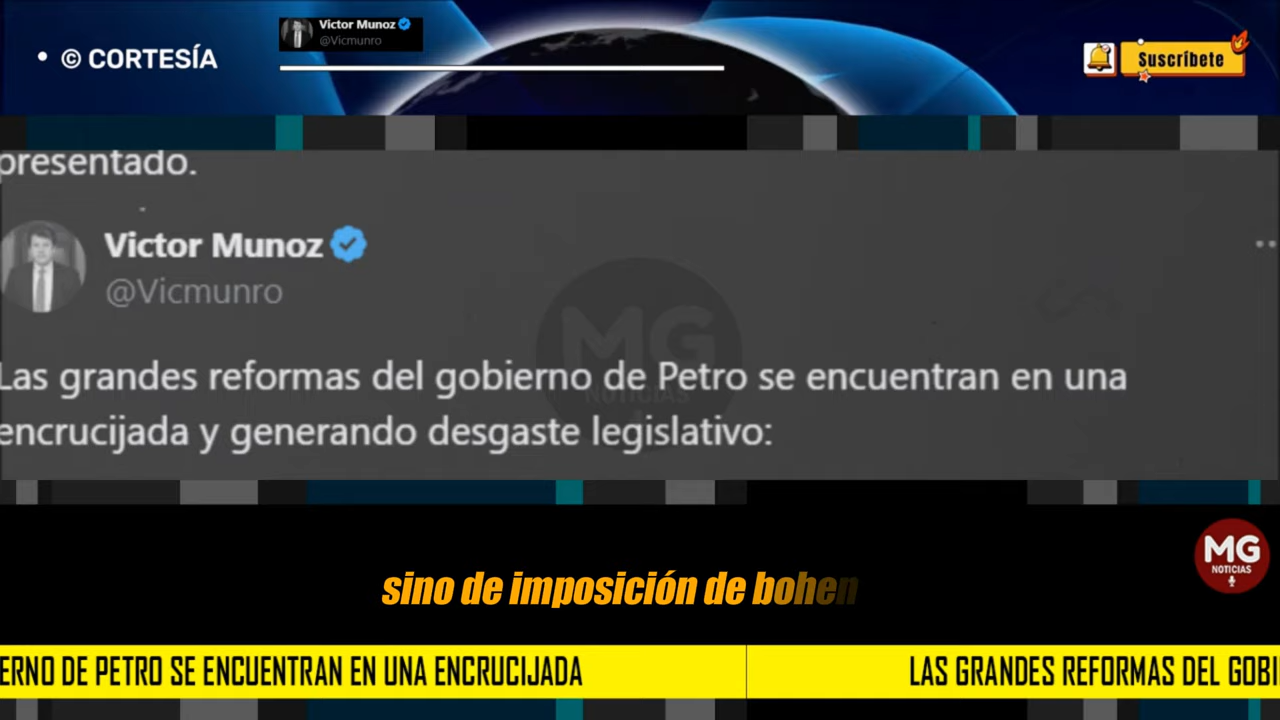 • © CORTESÍA
Victor Munoz
@Vicmunro
Suscríbete
presentado.
Victor Munoz
@Vicmunro
Las grandes reformas del gobierno de Petro se encuentran en una
encrucijada y generando desgaste legislativo:
MG
NOTICIAS
sino de imposición de bohen
MG
NOTICIAS
ERNO DE PETRO SE ENCUENTRAN EN UNA ENCRUCIJADA
LAS GRANDES REFORMAS DEL GOBI